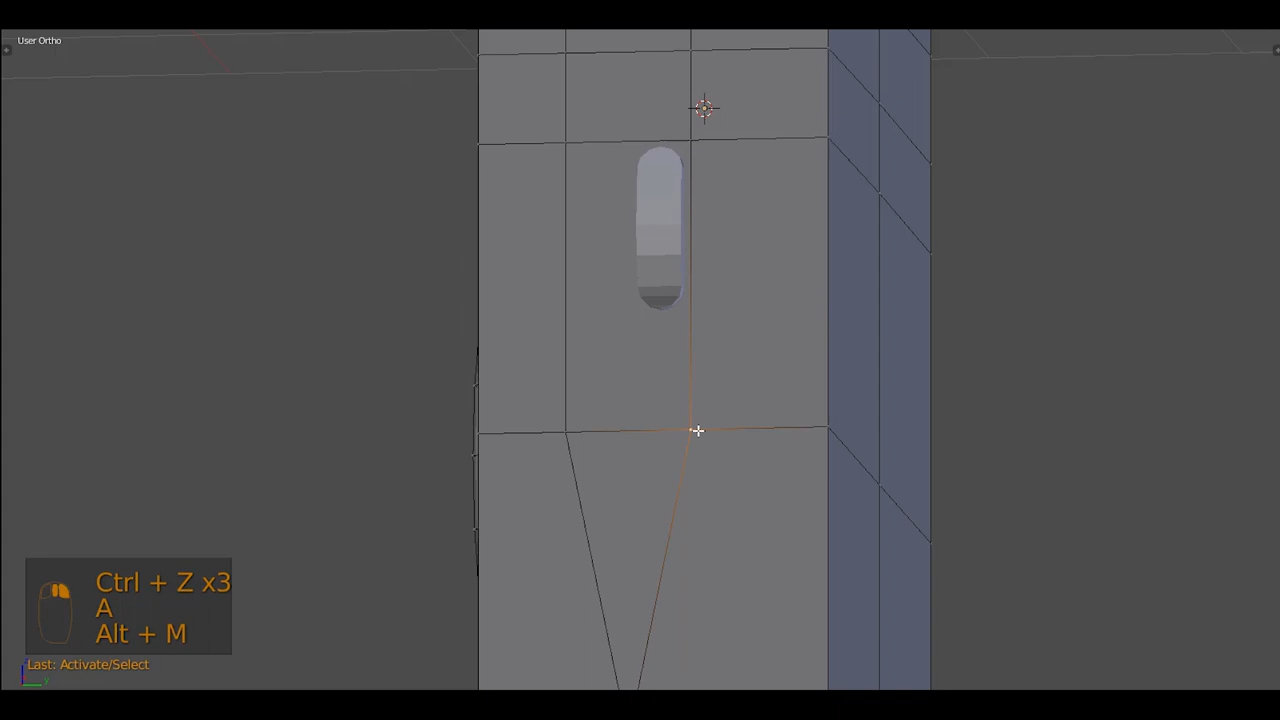 User Ortho
Ctrl + Z x3
A
Alt + M
Last: Activate/Select
y